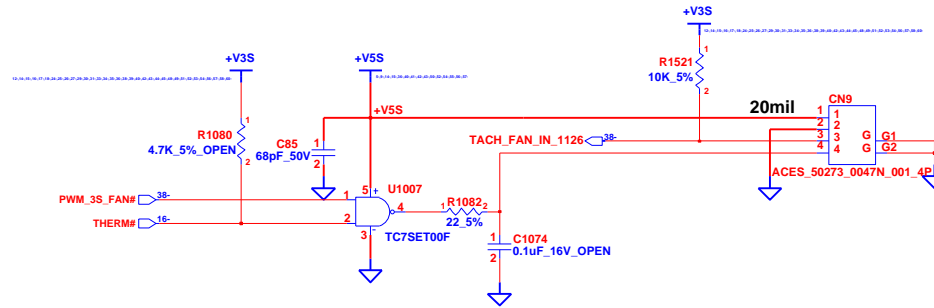 +V3S
+V3S
+V5S
1
R1521
10K_5%
2
CN9
20mil
+V5S
1
R1080
4.7K_5%_OPEN
2
C85
68pF_50V
1
2
TACH_FAN_IN_1126
38-
1
2
3
4
1
2
3
4
G
G
G1
G2
ACES_50273_0047N_001_4P
5
+
U1007
PWM_3S_FAN#
38-
1
THERM#
16-
2
4
3
-
TC7SET00F
1
R1082
2
22_5%
1
C1074
2
0.1uF_16V_OPEN